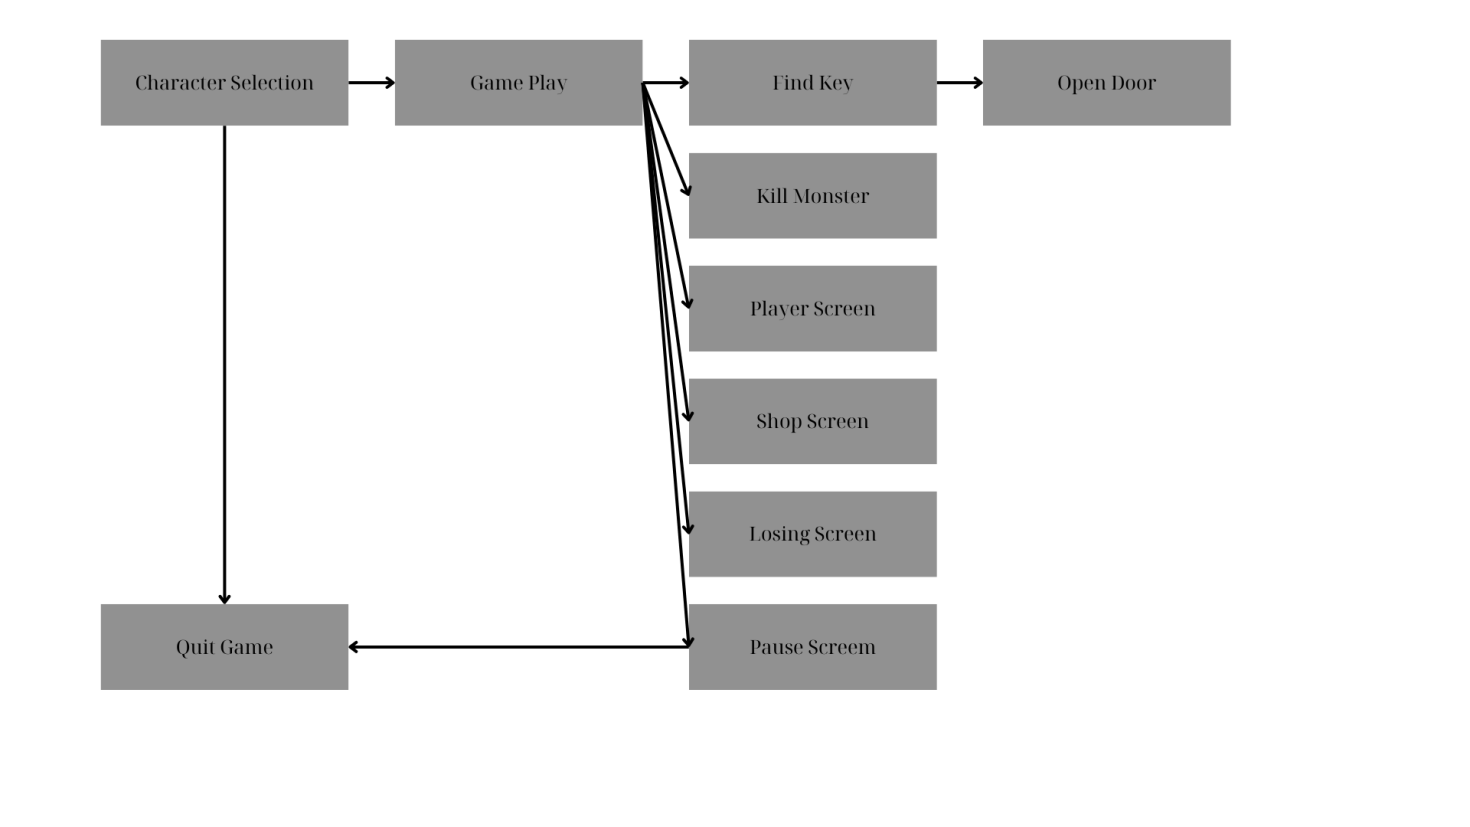 Character Selection
Game Play
Find Key
Open Door
Kill Monster
Player Screen
Shop Screen
Losing Screen
Quit Game
Pause Screem